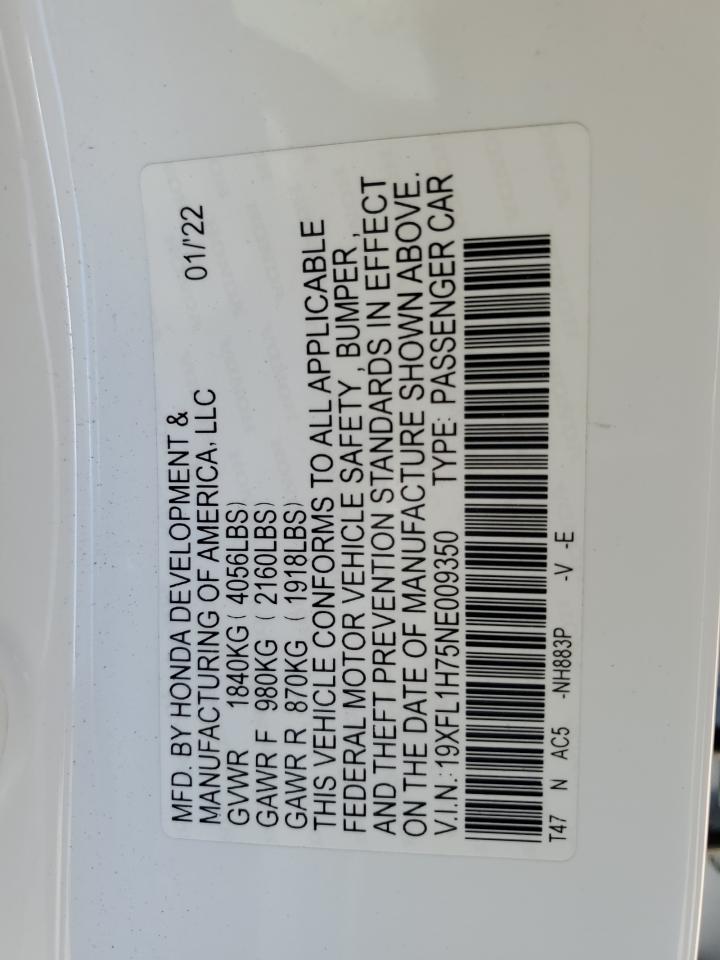 MFD. BY HONDA DEVELOPMENT &
MANUFACTURING OF AMERICA, LLC 01/'22
GVWR 1840KG ( 4056LBS)
GAWR F 980KG ( 2160LBS)
GAWR R 870KG ( 1918LBS)
THIS VEHICLE CONFORMS TO ALL APPLICABLE
FEDERAL MOTOR VEHICLE SAFETY , BUMPER ,
AND THEFT PREVENTION STANDARDS IN EFFECT
ON THE DATE OF MANUFACTURE SHOWN ABOVE.
V.I.N.:19XFL1H75NE009350 TYPE: PASSENGER CAR
T47 N AC5 -NH883P -V -E